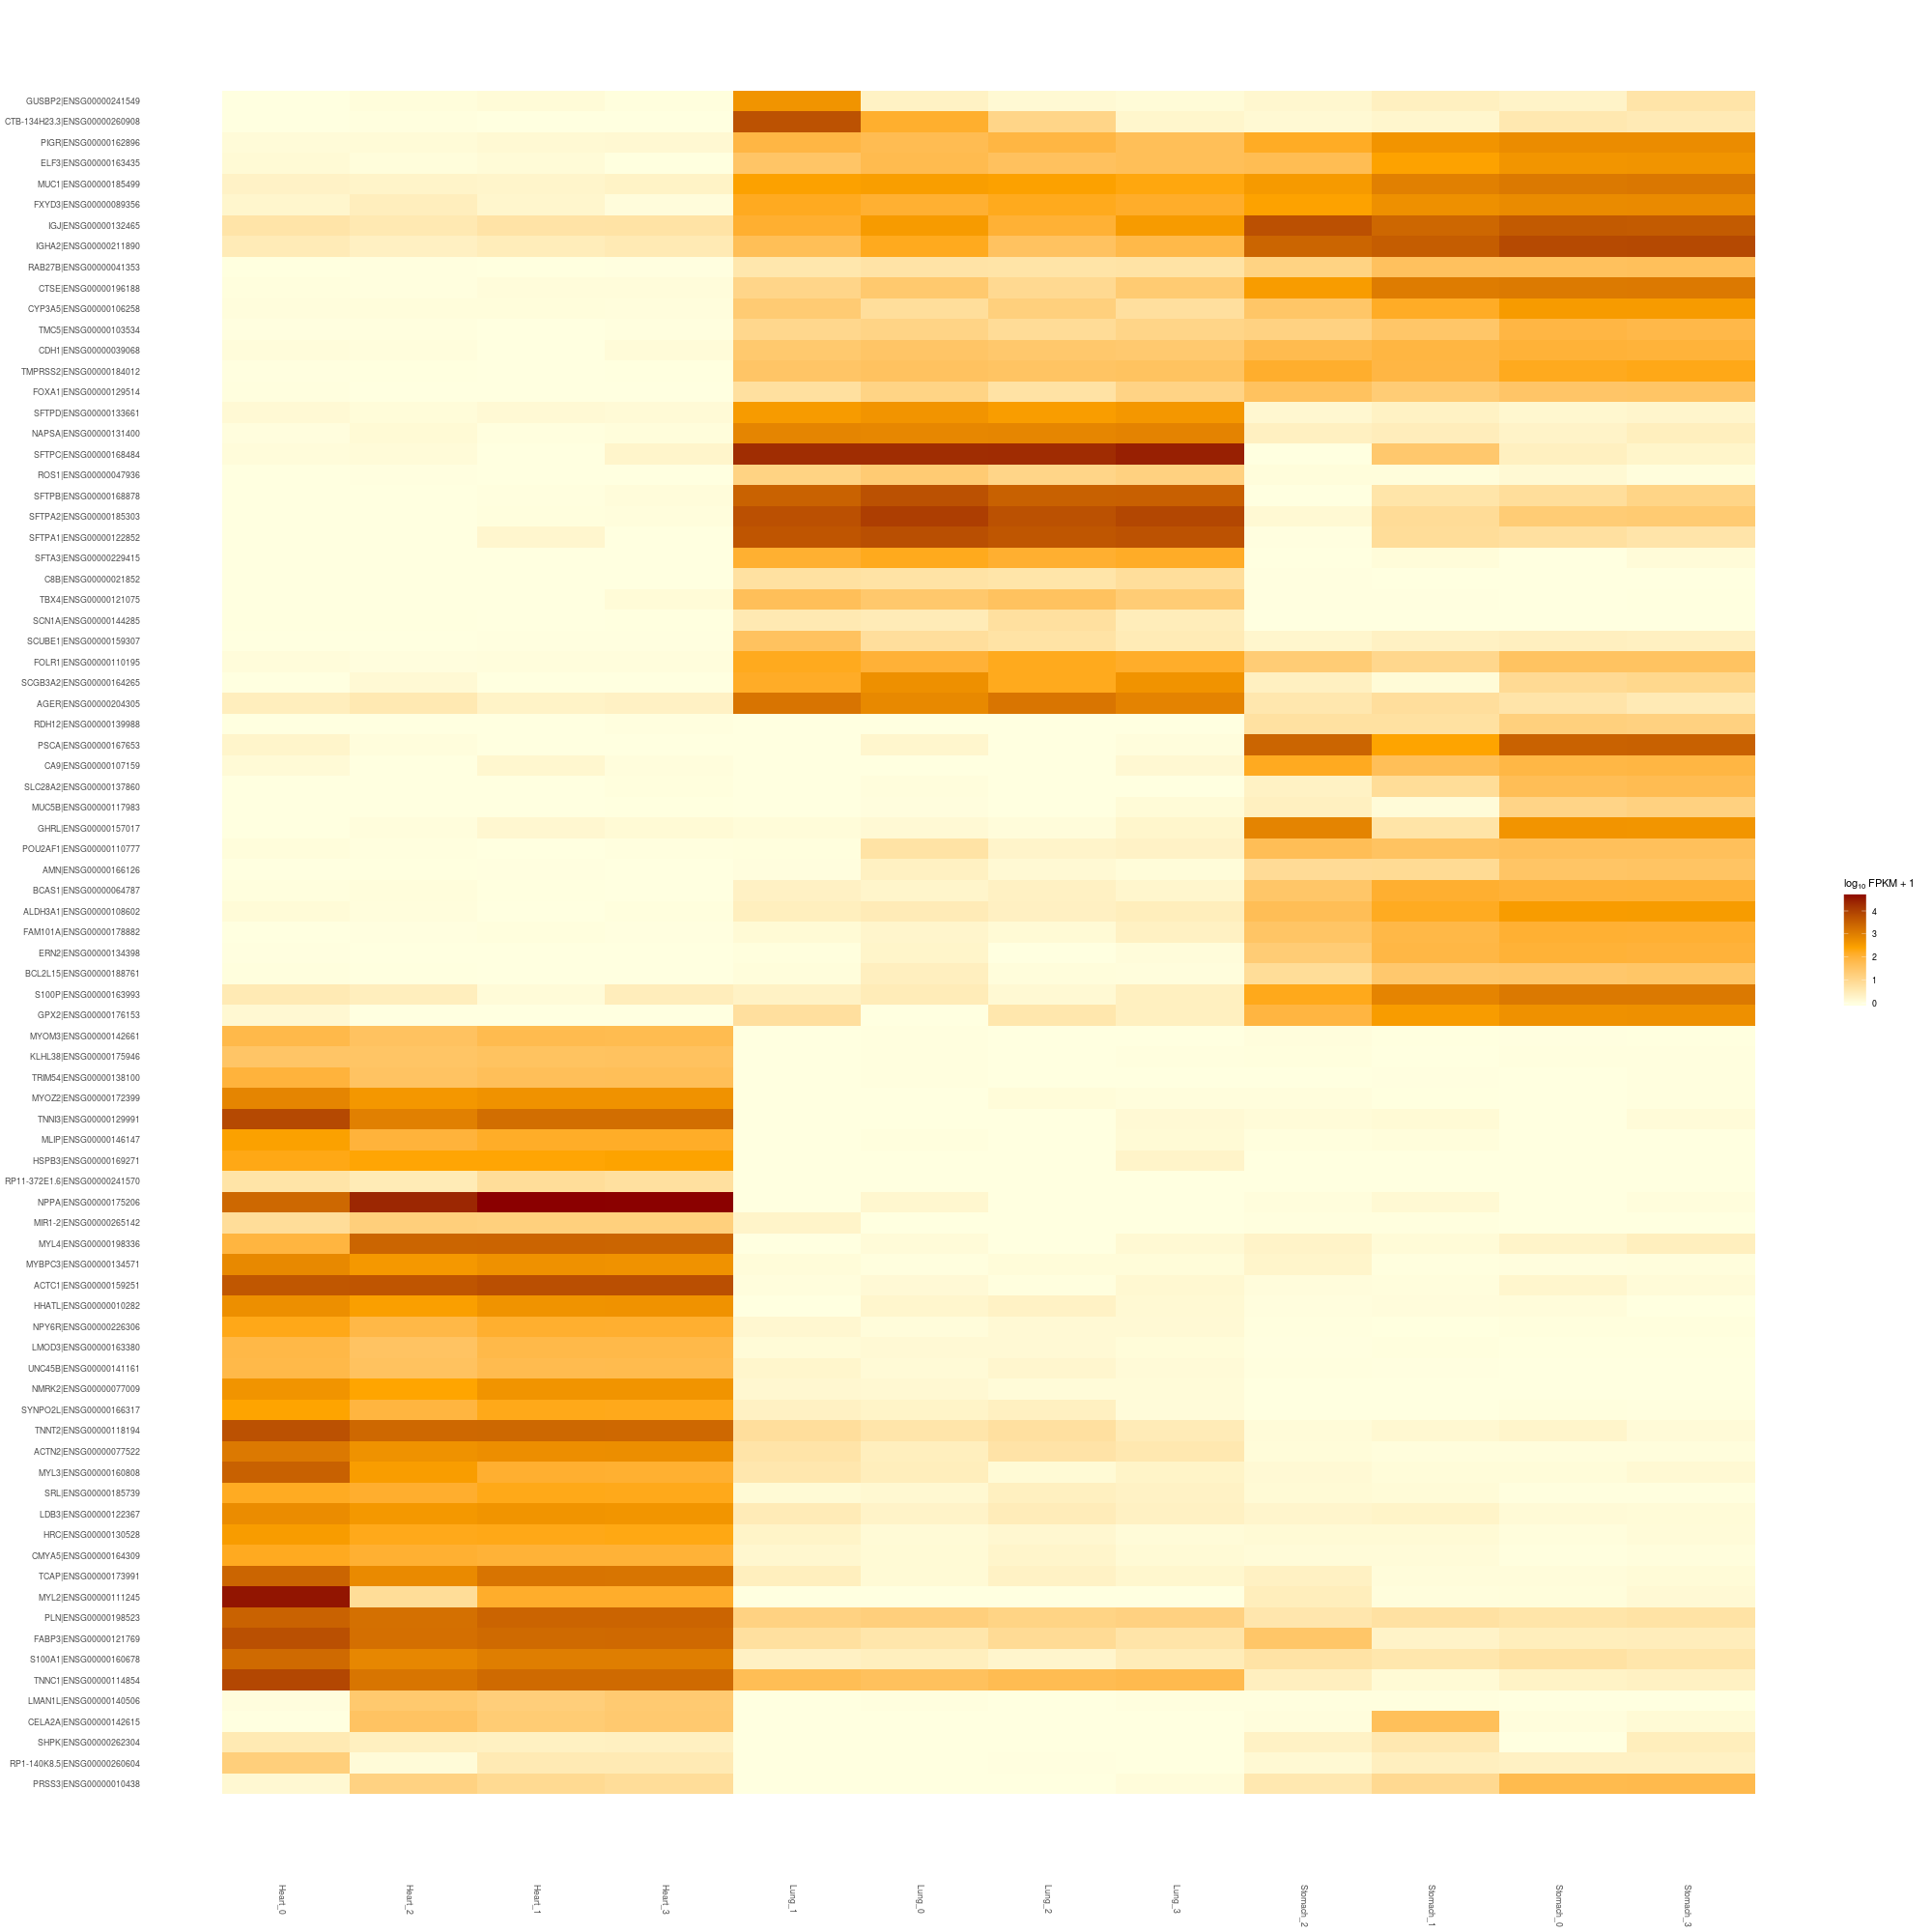 GUSBP2|ENSG00000241549
CTB-134H23.3|ENSG00000260908
PIGR|ENSG00000162896
ELF3|ENSG00000163435
MUC1|ENSG00000185499
FXYD3|ENSG00000089356
IGJ|ENSG00000132465
IGHA2|ENSG00000211890
RAB27B|ENSG00000041353
CTSE|ENSG00000196188
CYP3A5|ENSG00000106258
TMC5|ENSG00000103534
CDH1|ENSG00000039068
TMPRSS2|ENSG00000184012
FOXA1|ENSG00000129514
SFTPD|ENSG00000133661
NAPSA|ENSG00000131400
SFTPC|ENSG00000168484
ROS1|ENSG00000047936
SFTPB|ENSG00000168878
SFTPA2|ENSG00000185303
SFTPA1|ENSG00000122852
SFTA3|ENSG00000229415
C8B|ENSG00000021852
TBX4|ENSG00000121075
SCN1A|ENSG00000144285
SCUBE1|ENSG00000159307
FOLR1|ENSG00000110195
SCGB3A2|ENSG00000164265
AGER|ENSG00000204305
RDH12|ENSG00000139988
PSCA|ENSG00000167653
CA9|ENSG00000107159
SLC28A2|ENSG00000137860
MUC5B|ENSG00000117983
GHRL|ENSG00000157017
POU2AF1|ENSG00000110777
AMN|ENSG00000166126
BCAS1|ENSG00000064787
ALDH3A1|ENSG00000108602
FAM101A|ENSG00000178882
ERN2|ENSG00000134398
BCL2L15|ENSG00000188761
S100P|ENSG00000163993
GPX2|ENSG00000176153
MYOM3|ENSG00000142661
KLHL38|ENSG00000175946
TRIM54|ENSG00000138100
MYOZ2|ENSG00000172399
TNNI3|ENSG00000129991
MLIP|ENSG00000146147
HSPB3|ENSG00000169271
RP11-372E1.6|ENSG00000241570
NPPA|ENSG00000175206
MIR1-2|ENSG00000265142
MYL4|ENSG00000198336
MYBPC3|ENSG00000134571
ACTC1|ENSG00000159251
HHATL|ENSG00000010282
NPY6R|ENSG00000226306
LMOD3|ENSG00000163380
UNC45B|ENSG00000141161
NMRK2|ENSG00000077009
SYNPO2L|ENSG00000166317
TNNT2|ENSG00000118194
ACTN2|ENSG00000077522
MYL3|ENSG00000160808
SRL|ENSG00000185739
LDB3|ENSG00000122367
HRC|ENSG00000130528
CMYA5|ENSG00000164309
TCAP|ENSG00000173991
MYL2|ENSG00000111245
PLN|ENSG00000198523
FABP3|ENSG00000121769
S100A1|ENSG00000160678
TNNC1|ENSG00000114854
LMAN1L|ENSG00000140506
CELA2A|ENSG00000142615
SHPK|ENSG00000262304
RP1-140K8.5|ENSG00000260604
PRSS3|ENSG00000010438
Heart_0
Heart_2
Heart_1
Heart_3
Lung_1
Lung_0
Lung_2
Lung_3
Stomach_2
Stomach_1
Stomach_0
Stomach_3
log₁₀ FPKM + 1
4
3
2
1
0